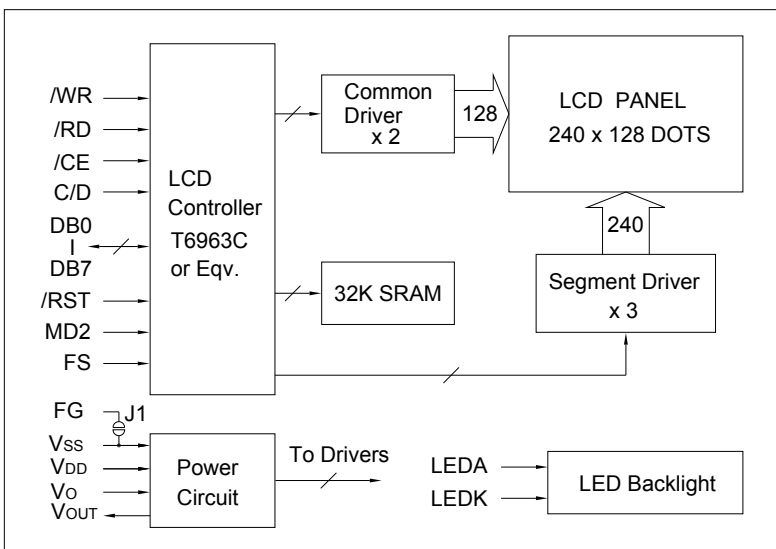 /WR
/RD
/CE
C/D
DB0
I
DB7
/RST
MD2
FS
LCD
Controller
T6963C
or Eqv.
Common
Driver
x 2
128
LCD PANEL
240 x 128 DOTS
240
32K SRAM
Segment Driver
x 3
FG
J1
VSS
VDD
VO
VOUT
Power
Circuit
To Drivers
LEDA
LEDK
LED Backlight